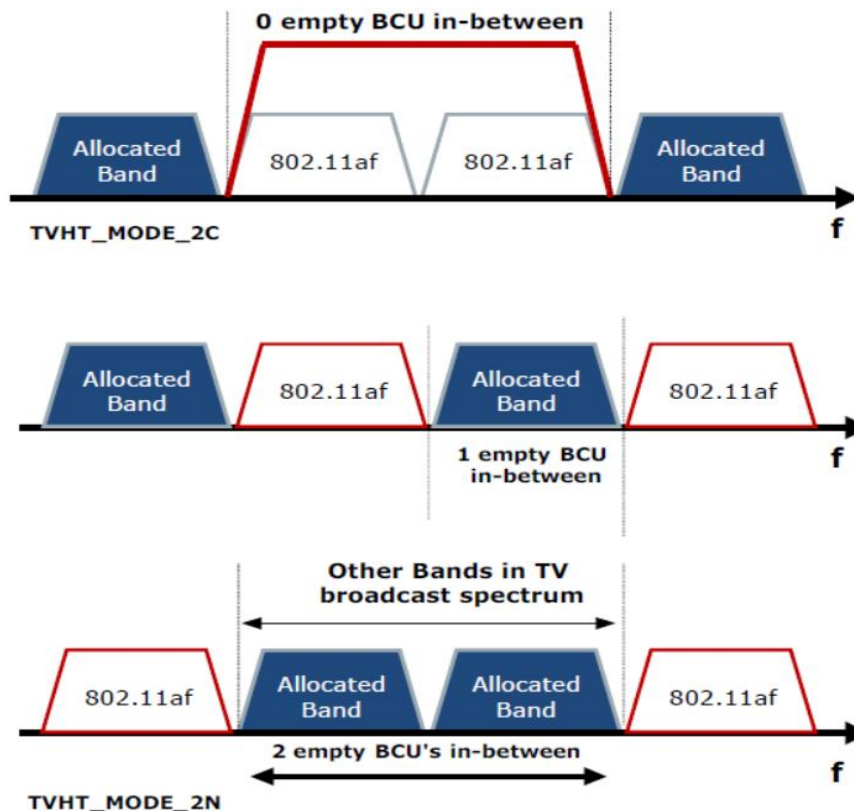 0 empty BCU in-between
Allocated
Band
802.11af
802.11af
Allocated
Band
f
TVHT_MODE_2C
Allocated
Band
802.11af
Allocated
Band
802.11af
1 empty BCU
in-between
f
Other Bands in TV
broadcast spectrum
802.11af
Allocated
Band
Allocated
Band
802.11af
2 empty BCU's in-between
f
TVHT_MODE_2N